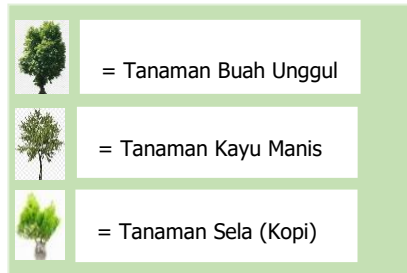 = Tanaman Buah Unggul
= Tanaman Kayu Manis
= Tanaman Sela (Kopi)